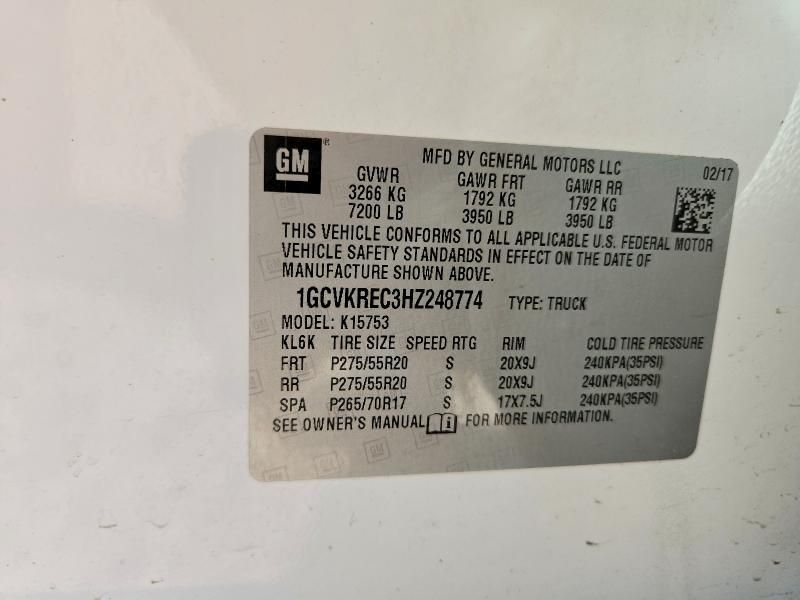 GM®
MFD BY GENERAL MOTORS LLC 02/17
GVWR GAWR FRT GAWR RR
3266 KG 1792 KG 1792 KG
7200 LB 3950 LB 3950 LB
THIS VEHICLE CONFORMS TO ALL APPLICABLE U.S. FEDERAL MOTOR
VEHICLE SAFETY STANDARDS IN EFFECT ON THE DATE OF
MANUFACTURE SHOWN ABOVE.
1GCVKREC3HZ248774 TYPE: TRUCK
MODEL: K15753
KL6K TIRE SIZE SPEED RTG RIM COLD TIRE PRESSURE
FRT P275/55R20 S 20X9J 240KPA(35PSI)
RR P275/55R20 S 20X9J 240KPA(35PSI)
SPA P265/70R17 S 17X7.5J 240KPA(35PSI)
SEE OWNER'S MANUAL FOR MORE INFORMATION.